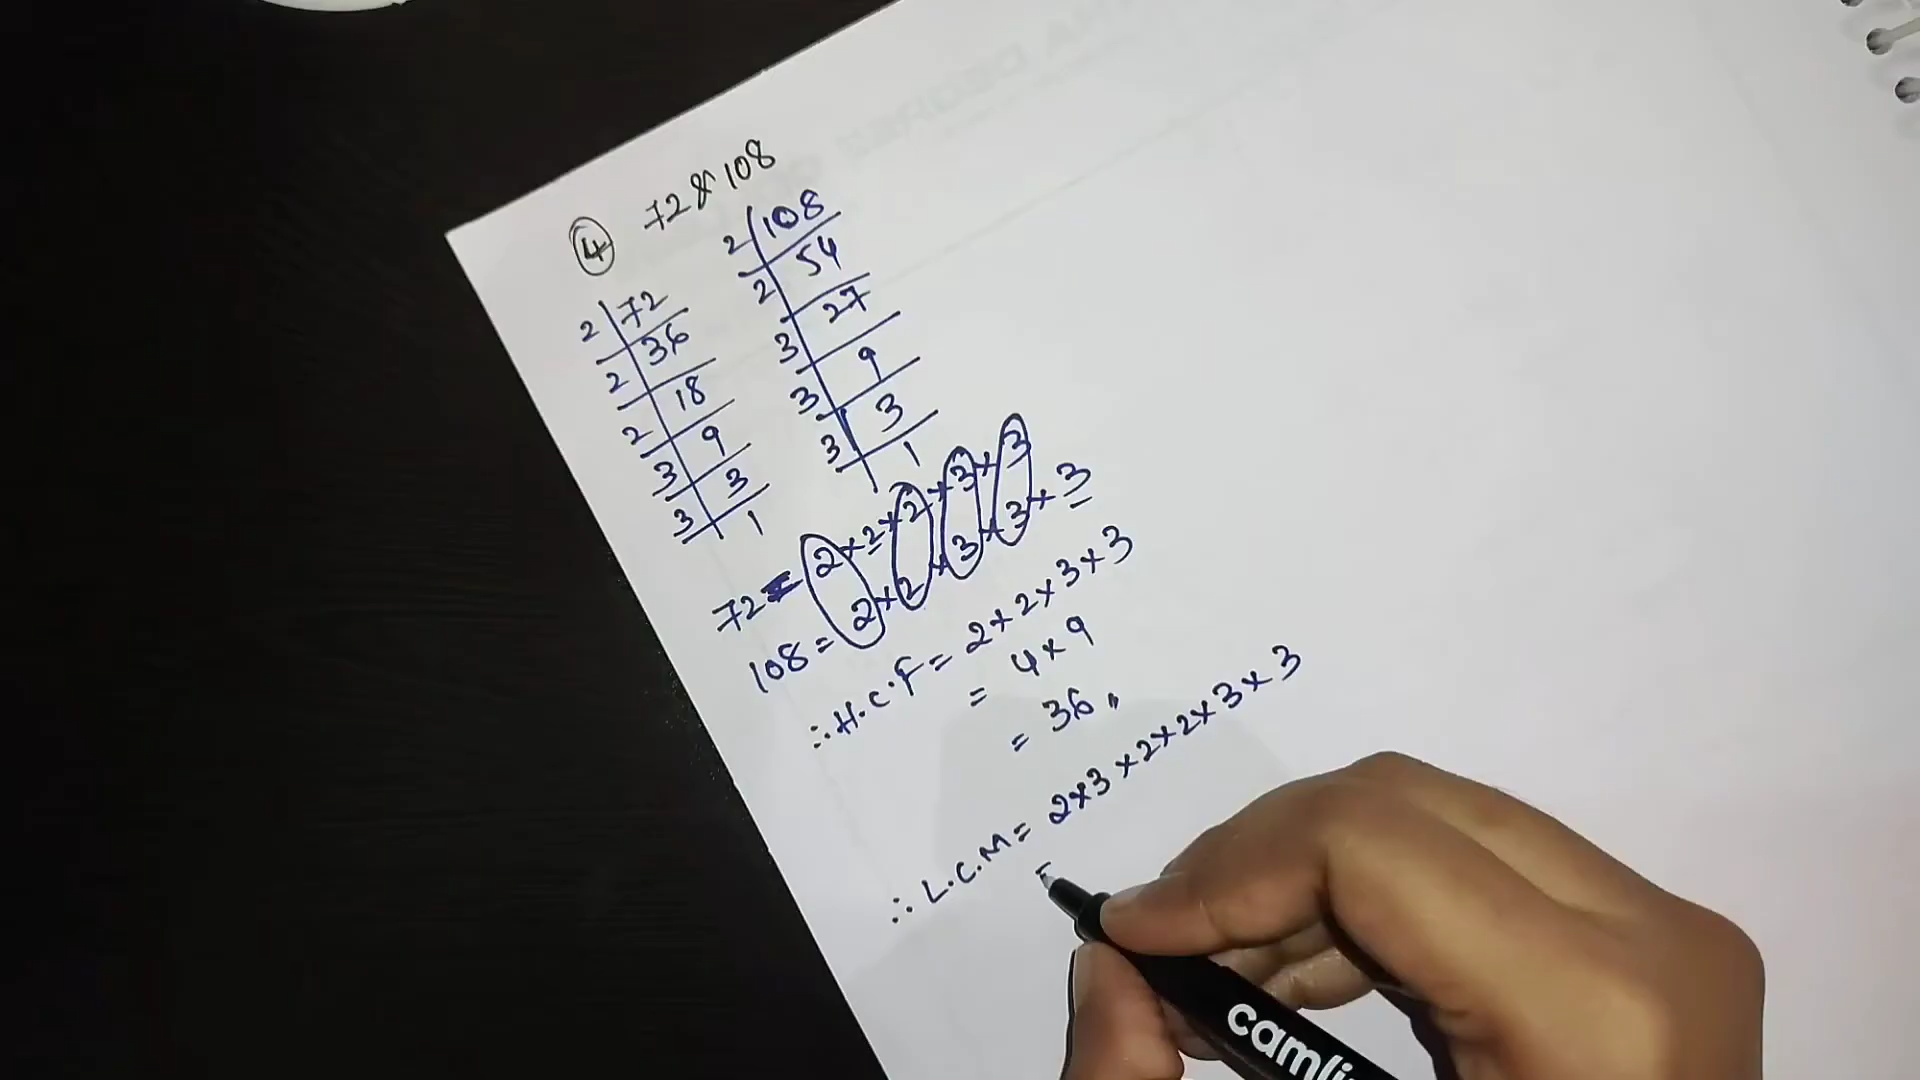 ④ 72 & 108
2 | 72
2 | 36
2 | 18
3 | 9
3 | 3
1
2 | 108
2 | 54
3 | 27
3 | 9
3 | 3
1
72 = 2 × 2 × 2 × 3 × 3
108 = 2 × 2 × 3 × 3 × 3
∴ H.C.F = 2 × 2 × 3 × 3
= 4 × 9
= 36 〃
∴ L.C.M = 2 × 3 × 2 × 2 × 3 × 3
=
camli